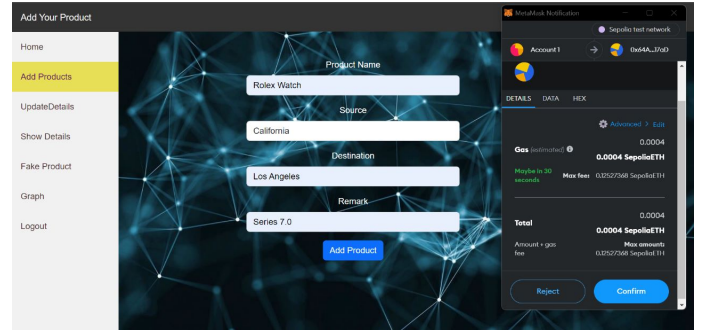 Add Your Product
Home
Add Products
UpdateDetails
Show Details
Fake Product
Graph
Logout
Product Name
Rolex Watch
Source
California
Destination
Los Angeles
Remark
Series 7.0
Add Product
MetaMask Notification
Sepolia test network
Account 1
0x64A...J7aD
DETAILS DATA HEX
Advanced > Edit
Gas (estimated)
0.0004
0.0004 SepoliaETH
Maybe in 30 seconds
Max fee: 0.12527368 SepoliaETH
Total
0.0004
0.0004 SepoliaETH
Amount + gas fee
Max amount:
0.12527368 SepoliaETH
Reject
Confirm